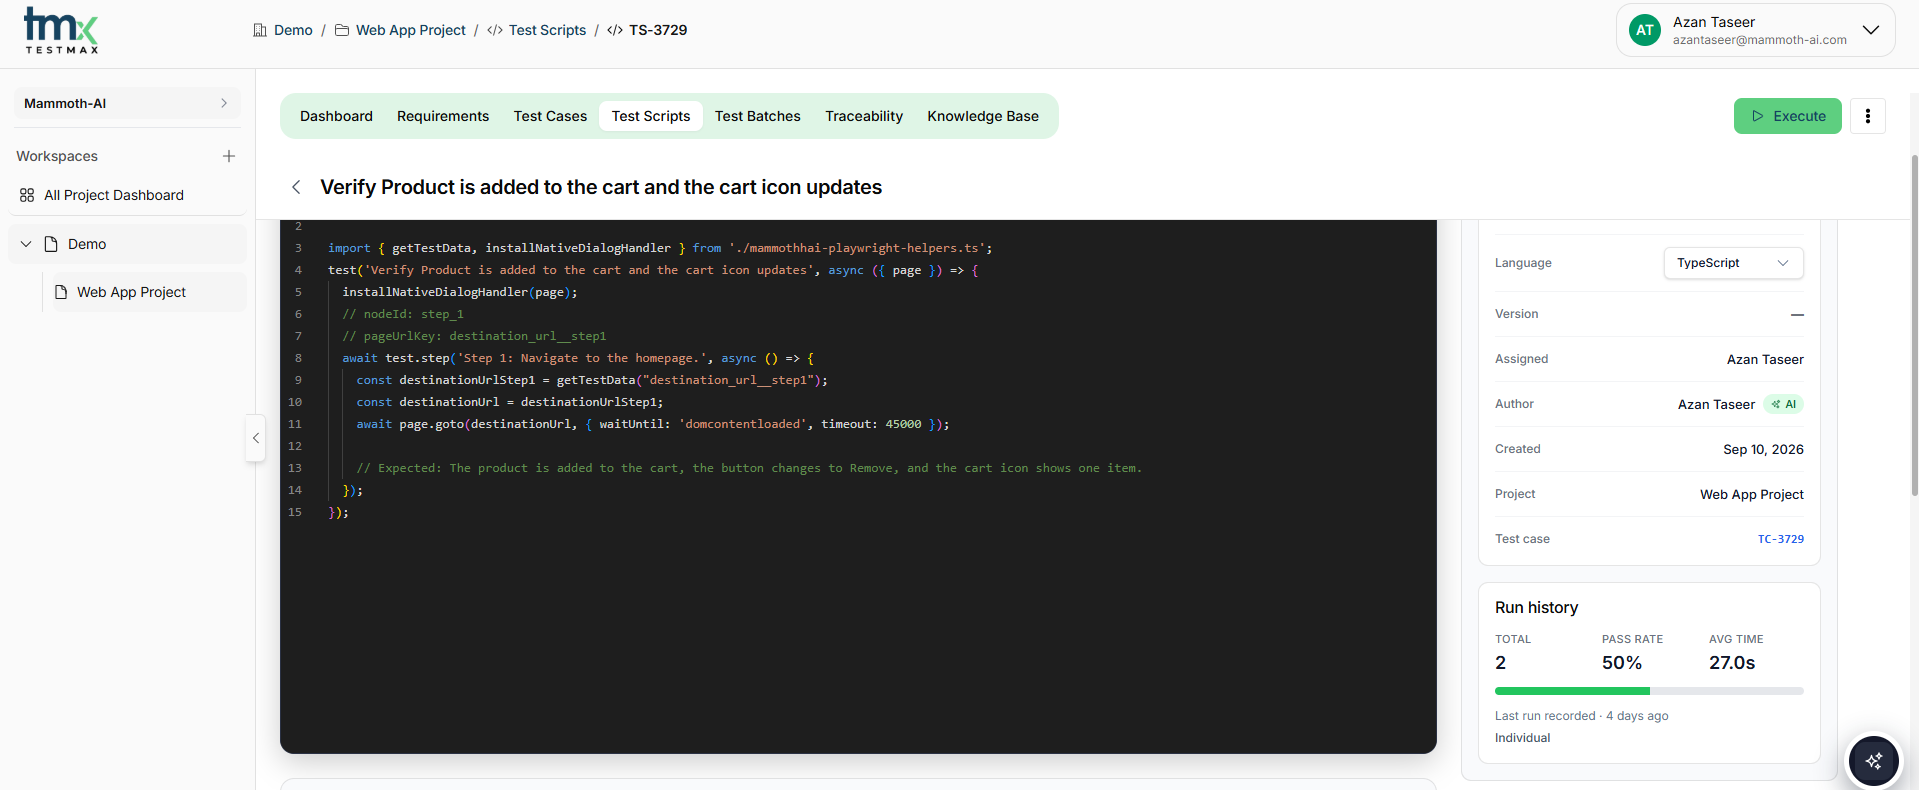 tmx
TESTMAX
Demo / Web App Project / Test Scripts / TS-3729
AT
Azan Taseer
azantaseer@mammoth-ai.com
Mammoth-AI
Workspaces
All Project Dashboard
Demo
Web App Project
Dashboard Requirements Test Cases Test Scripts Test Batches Traceability Knowledge Base
Execute
Verify Product is added to the cart and the cart icon updates
2
3 import { getTestData, installNativeDialogHandler } from './mammothhai-playwright-helpers.ts';
4 test('Verify Product is added to the cart and the cart icon updates', async ({ page }) => {
5 installNativeDialogHandler(page);
6 // nodeId: step_1
7 // pageUrlKey: destination_url__step1
8 await test.step('Step 1: Navigate to the homepage.', async () => {
9 const destinationUrlStep1 = getTestData("destination_url__step1");
10 const destinationUrl = destinationUrlStep1;
11 await page.goto(destinationUrl, { waitUntil: 'domcontentloaded', timeout: 45000 });
12
13 // Expected: The product is added to the cart, the button changes to Remove, and the cart icon shows one item.
14 });
15 });
Language TypeScript
Version —
Assigned Azan Taseer
Author Azan Taseer AI
Created Sep 10, 2026
Project Web App Project
Test case TC-3729
Run history
TOTAL PASS RATE AVG TIME
2 50% 27.0s
Last run recorded · 4 days ago
Individual